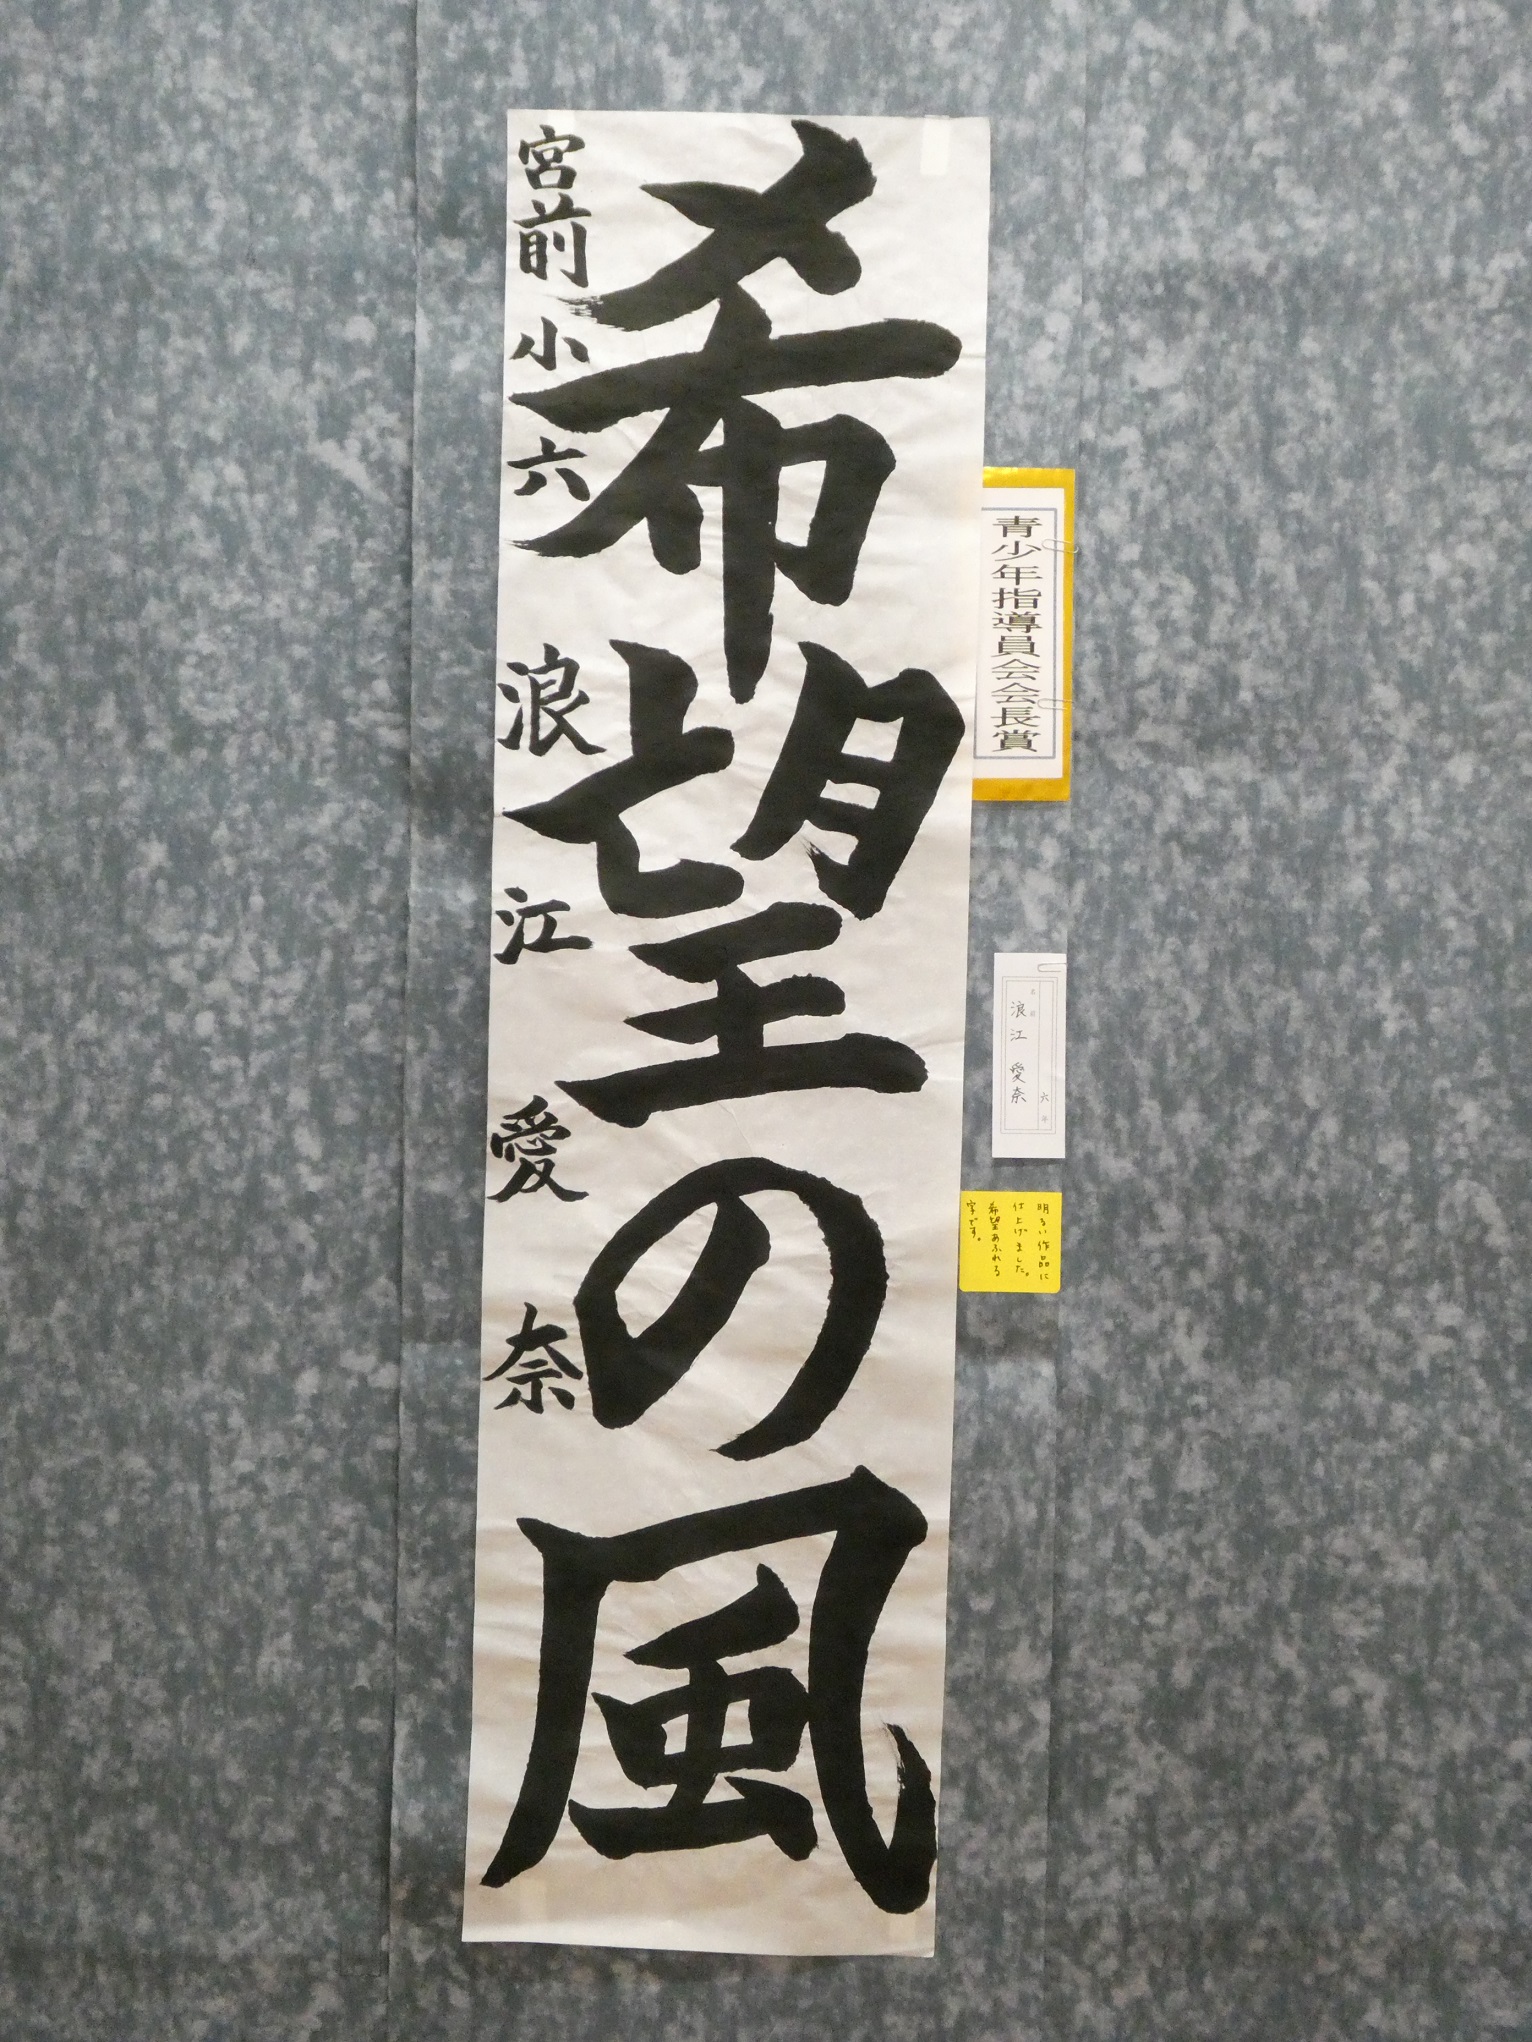 希望の風
宮前小六 浪江愛奈
青少年指導員会会長賞
六年
名前
浪江 愛奈
明るい作品に
仕上げました。
希望あふれる
字です。